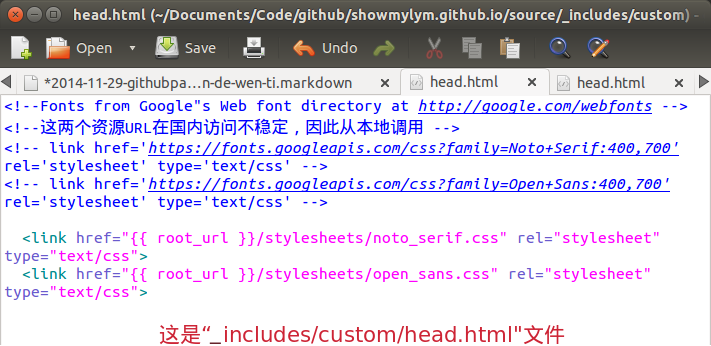 head.html (~/Documents/Code/github/showmylym.github.io/source/_includes/custom) -
Open Save Undo
*2014-11-29-githubpa…n-de-wen-ti.markdown × head.html × head.html ×
<!--Fonts from Google"s Web font directory at http://google.com/webfonts -->
<!--这两个资源URL在国内访问不稳定，因此从本地调用 -->
<!-- link href='https://fonts.googleapis.com/css?family=Noto+Serif:400,700'
rel='stylesheet' type='text/css' -->
<!-- link href='https://fonts.googleapis.com/css?family=Open+Sans:400,700'
rel='stylesheet' type='text/css' -->
<link href="{{ root_url }}/stylesheets/noto_serif.css" rel="stylesheet"
type="text/css">
<link href="{{ root_url }}/stylesheets/open_sans.css" rel="stylesheet"
type="text/css">
这是“_includes/custom/head.html"文件